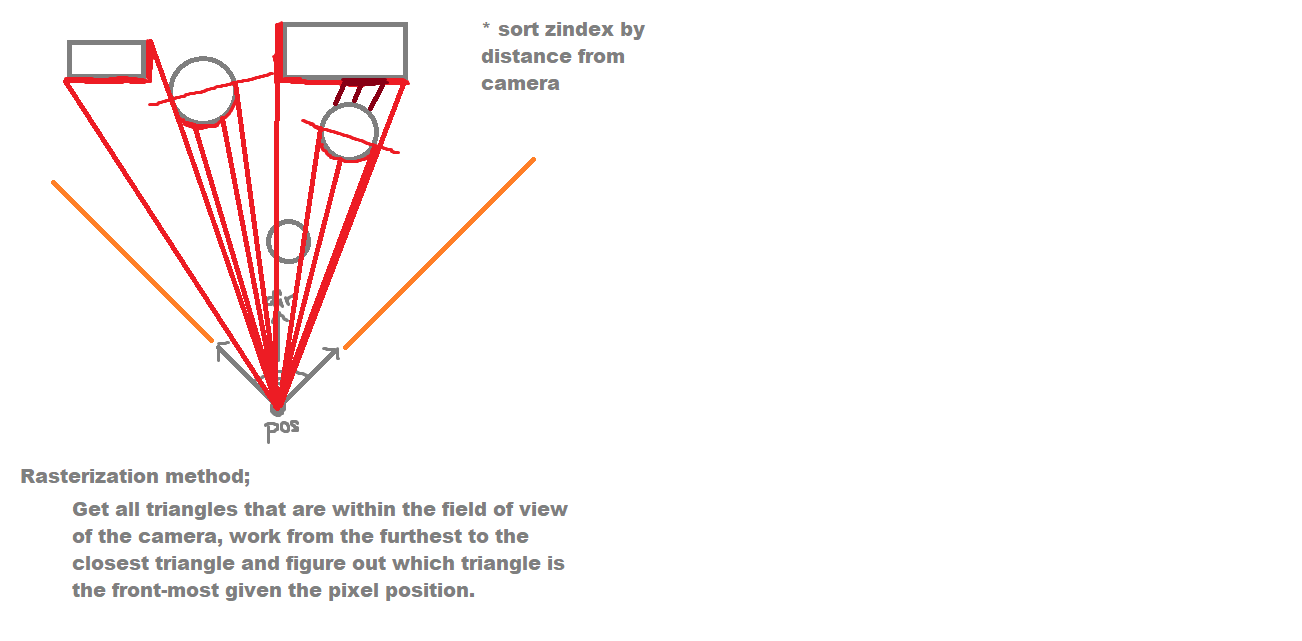 * sort zindex by
distance from
camera
dir
pos
Rasterization method;
Get all triangles that are within the field of view
of the camera, work from the furthest to the
closest triangle and figure out which triangle is
the front-most given the pixel position.